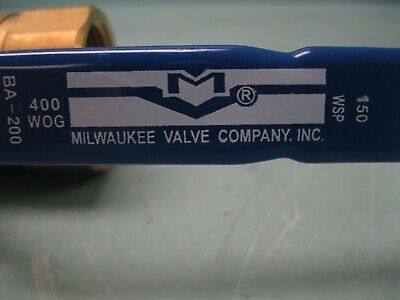 BA-200
400
WOG
M
®
MILWAUKEE VALVE COMPANY. INC.
150
WSP